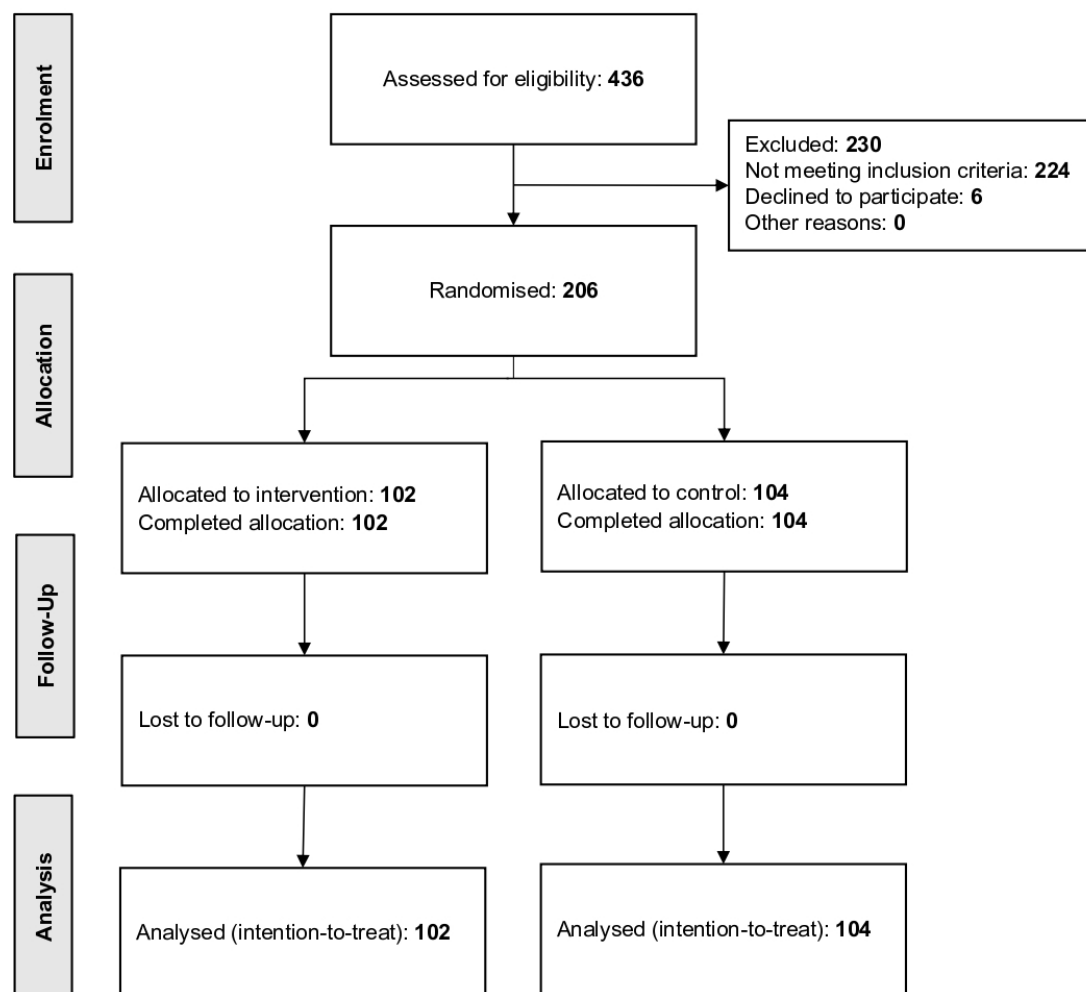 Enrolment
Assessed for eligibility: 436
Excluded: 230
Not meeting inclusion criteria: 224
Declined to participate: 6
Other reasons: 0
Randomised: 206
Allocation
Allocated to intervention: 102
Completed allocation: 102
Allocated to control: 104
Completed allocation: 104
Follow-Up
Lost to follow-up: 0
Lost to follow-up: 0
Analysis
Analysed (intention-to-treat): 102
Analysed (intention-to-treat): 104